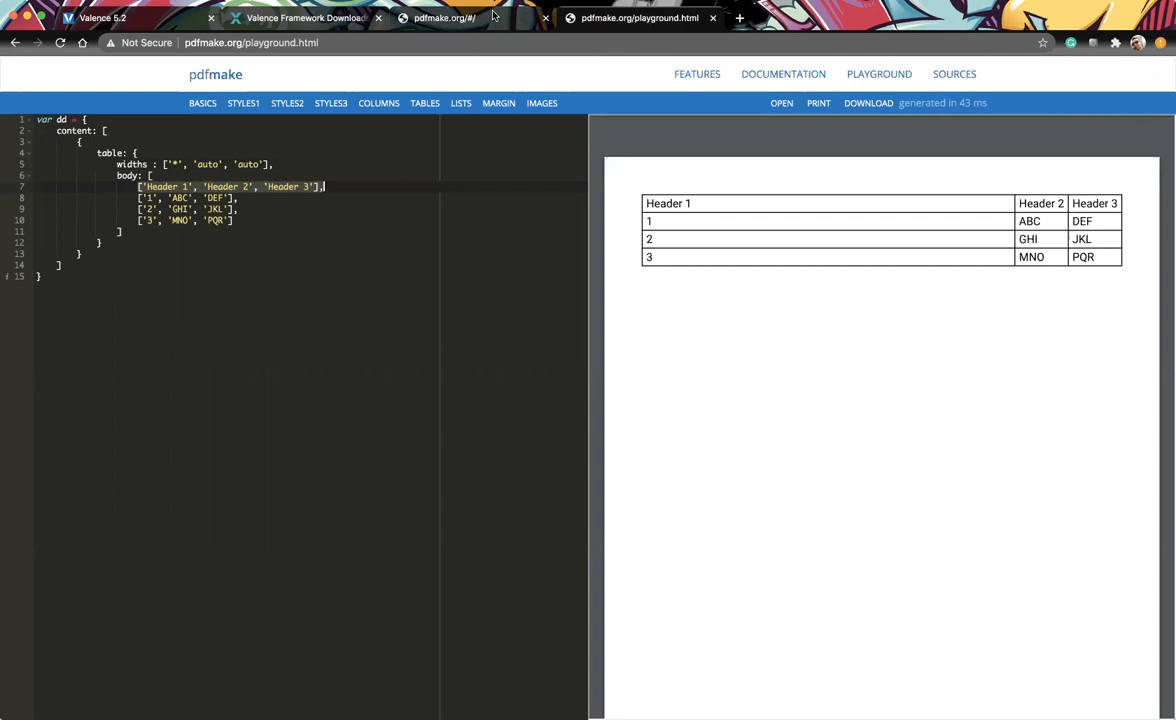 Valence 5.2
Valence Framework Download
pdfmake.org/#/
pdfmake.org/playground.html
Not Secure
pdfmake.org/playground.html
pdfmake
FEATURES
DOCUMENTATION
PLAYGROUND
SOURCES
BASICS
STYLES1
STYLES2
STYLES3
COLUMNS
TABLES
LISTS
MARGIN
IMAGES
OPEN
PRINT
DOWNLOAD
generated in 43 ms
1 var dd = {
2 content: [
3 {
4 table: {
5 widths : ['*', 'auto', 'auto'],
6 body: [
7 ['Header 1', 'Header 2', 'Header 3'],
8 ['1', 'ABC', 'DEF'],
9 ['2', 'GHI', 'JKL'],
10 ['3', 'MNO', 'PQR']
11 ]
12 }
13 }
14 ]
15 }
Header 1 Header 2 Header 3
1 ABC DEF
2 GHI JKL
3 MNO PQR